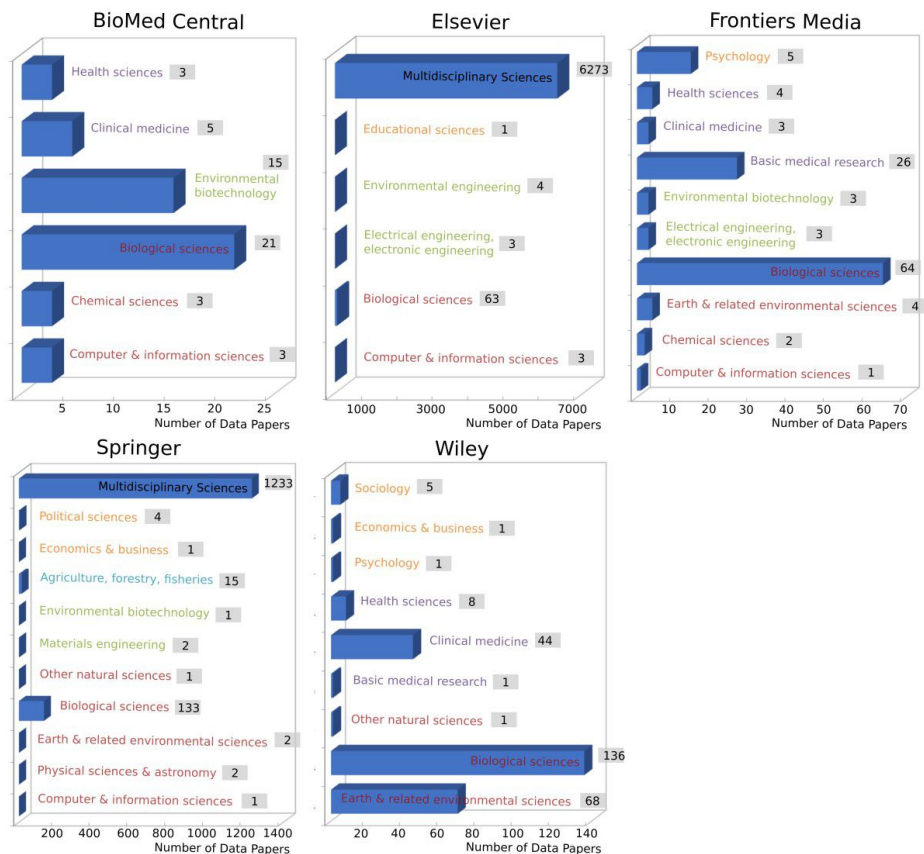 BioMed Central
Health sciences 3
Clinical medicine 5
15
Environmental
biotechnology
Biological sciences 21
Chemical sciences 3
Computer & information sciences 3
5 10 15 20 25
Number of Data Papers
Elsevier
Multidisciplinary Sciences 6273
Educational sciences 1
Environmental engineering 4
Electrical engineering,
electronic engineering 3
Biological sciences 63
Computer & information sciences 3
1000 3000 5000 7000
Number of Data Papers
Frontiers Media
Psychology 5
Health sciences 4
Clinical medicine 3
Basic medical research 26
Environmental biotechnology 3
Electrical engineering,
electronic engineering 3
Biological sciences 64
Earth & related environmental sciences 4
Chemical sciences 2
Computer & information sciences 1
10 20 30 40 50 60 70
Number of Data Papers
Springer
Multidisciplinary Sciences 1233
Political sciences 4
Economics & business 1
Agriculture, forestry, fisheries 15
Environmental biotechnology 1
Materials engineering 2
Other natural sciences 1
Biological sciences 133
Earth & related environmental sciences 2
Physical sciences & astronomy 2
Computer & information sciences 1
200 400 600 800 1000 1200 1400
Number of Data Papers
Wiley
Sociology 5
Economics & business 1
Psychology 1
Health sciences 8
Clinical medicine 44
Basic medical research 1
Other natural sciences 1
Biological sciences 136
Earth & related environmental sciences 68
20 40 60 80 100 120 140
Number of Data Papers